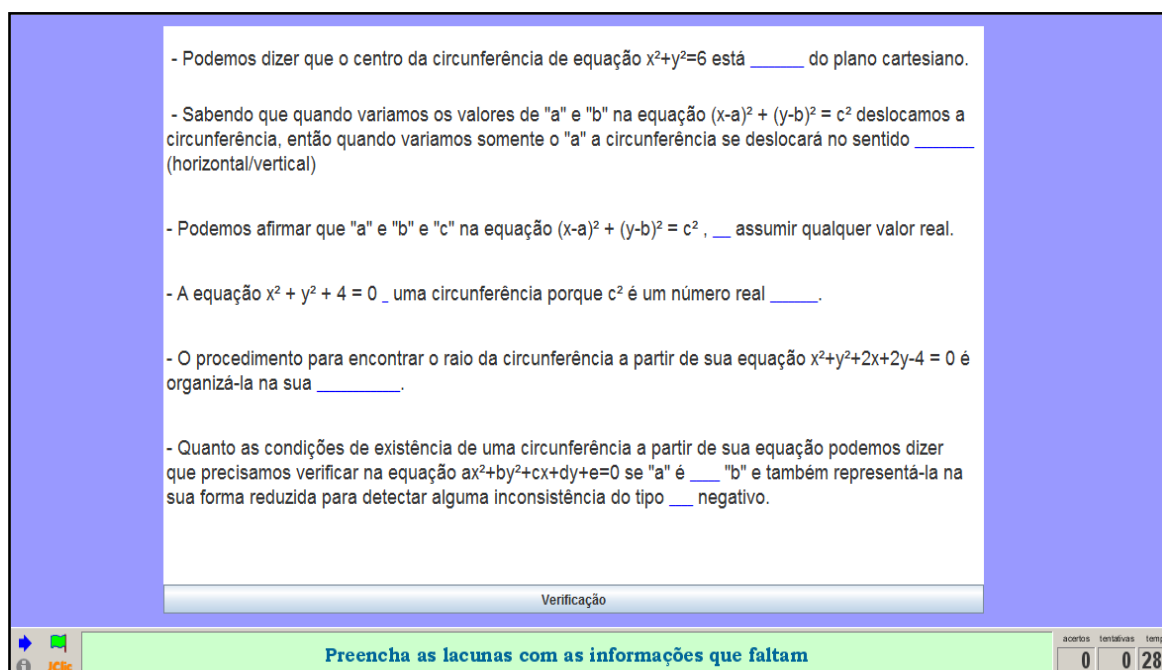 - Podemos dizer que o centro da circunferência de equação x²+y²=6 está ______ do plano cartesiano.
- Sabendo que quando variamos os valores de "a" e "b" na equação (x-a)² + (y-b)² = c² deslocamos a
circunferência, então quando variamos somente o "a" a circunferência se deslocará no sentido _______
(horizontal/vertical)
- Podemos afirmar que "a" e "b" e "c" na equação (x-a)² + (y-b)² = c² , __ assumir qualquer valor real.
- A equação x² + y² + 4 = 0 _ uma circunferência porque c² é um número real _____.
- O procedimento para encontrar o raio da circunferência a partir de sua equação x²+y²+2x+2y-4 = 0 é
organizá-la na sua _________.
- Quanto as condições de existência de uma circunferência a partir de sua equação podemos dizer
que precisamos verificar na equação ax²+by²+cx+dy+e=0 se "a" é ___ "b" e também representá-la na
sua forma reduzida para detectar alguma inconsistência do tipo __ negativo.
Verificação
Preencha as lacunas com as informações que faltam
acertos tentativas temp
0 0 28